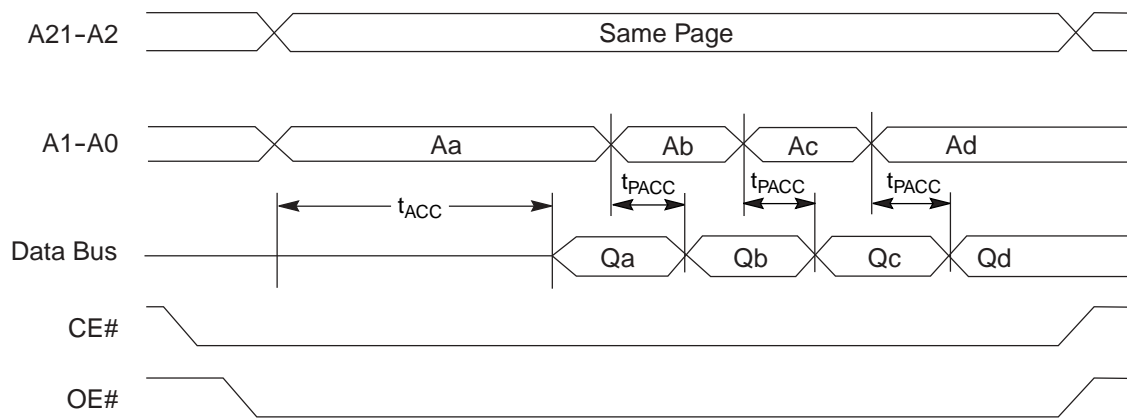 A21-A2 Same Page
A1-A0 Aa Ab Ac Ad
tACC tPACC tPACC tPACC
Data Bus Qa Qb Qc Qd
CE#
OE#